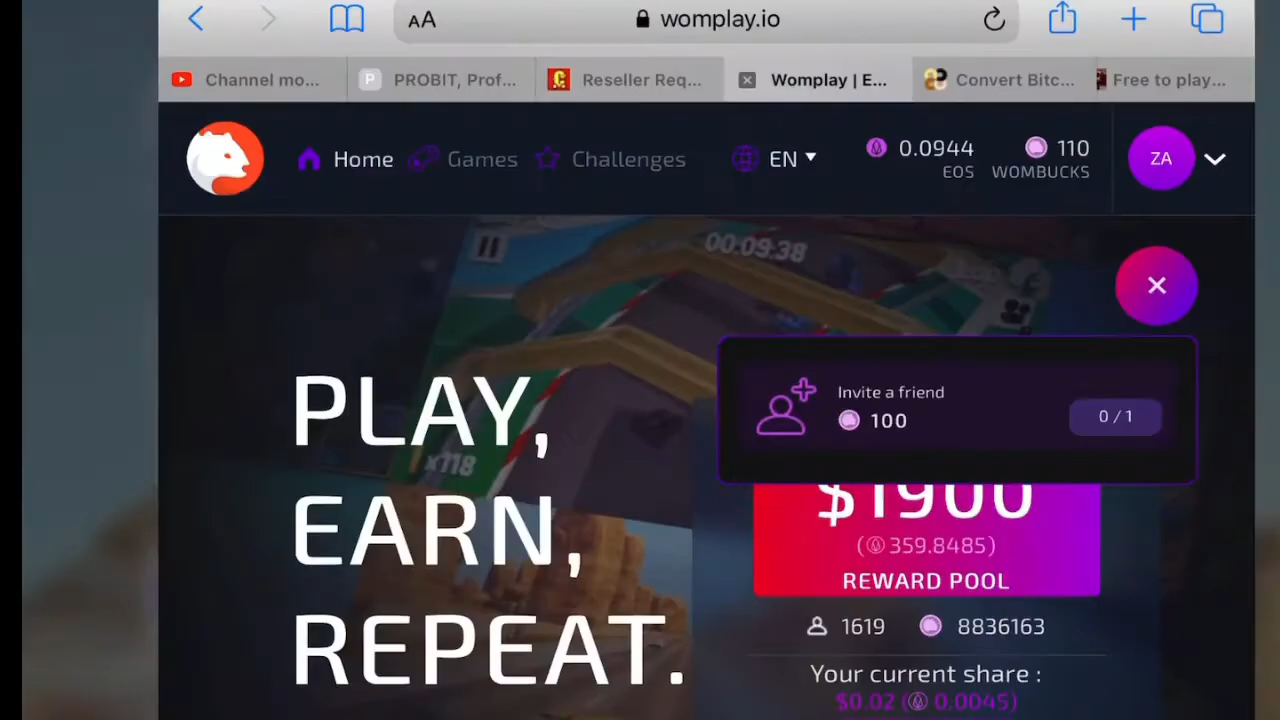 AA
womplay.io
Channel mo...
PROBIT, Prof...
Reseller Req...
Womplay | E...
Convert Bitc...
Free to play...
Home
Games
Challenges
EN
0.0944
EOS
110
WOMBUCKS
ZA
00:09:38
x118
PLAY,
EARN,
REPEAT.
Invite a friend
100
0 / 1
$1900
(359.8485)
REWARD POOL
1619
8836163
Your current share :
$0.02 (0.0045)